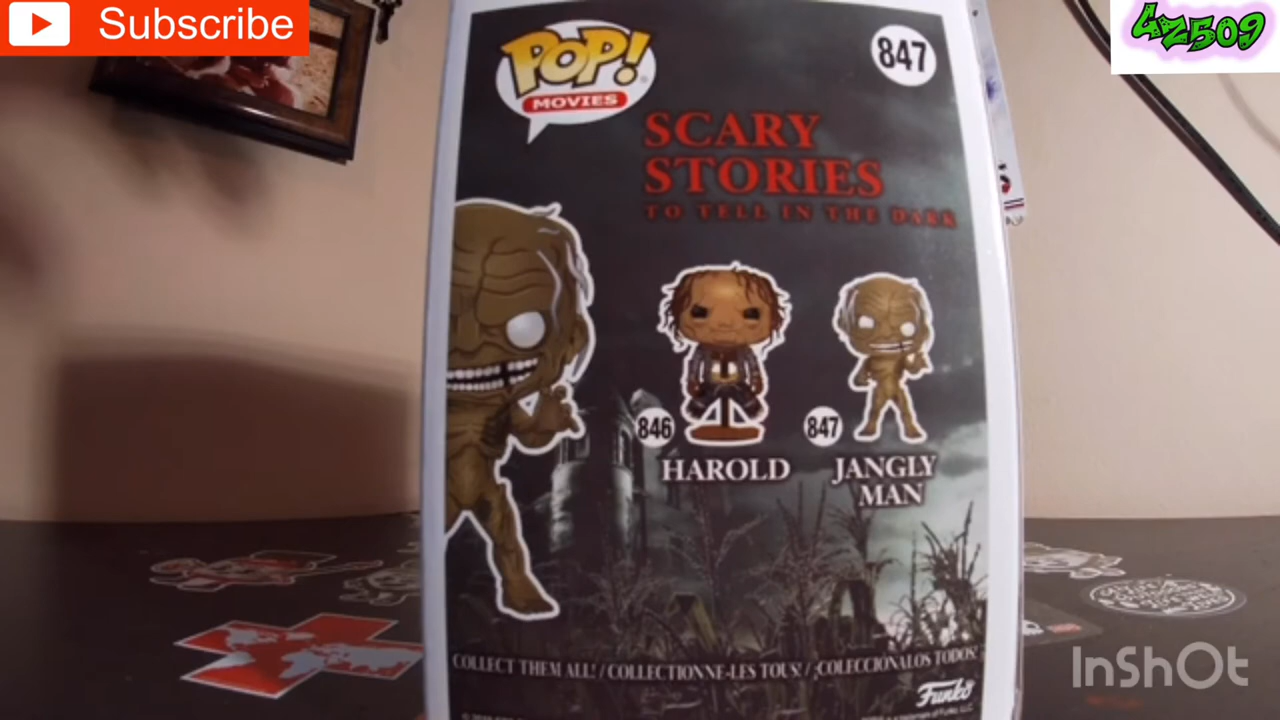 Subscribe
4Z509
POP!
MOVIES
847
SCARY
STORIES
TO TELL IN THE DARK
846
HAROLD
847
JANGLY
MAN
COLLECT THEM ALL! / COLLECTIONNE-LES TOUS! / ¡COLECCIONALOS TODOS!
Funko
InShOt